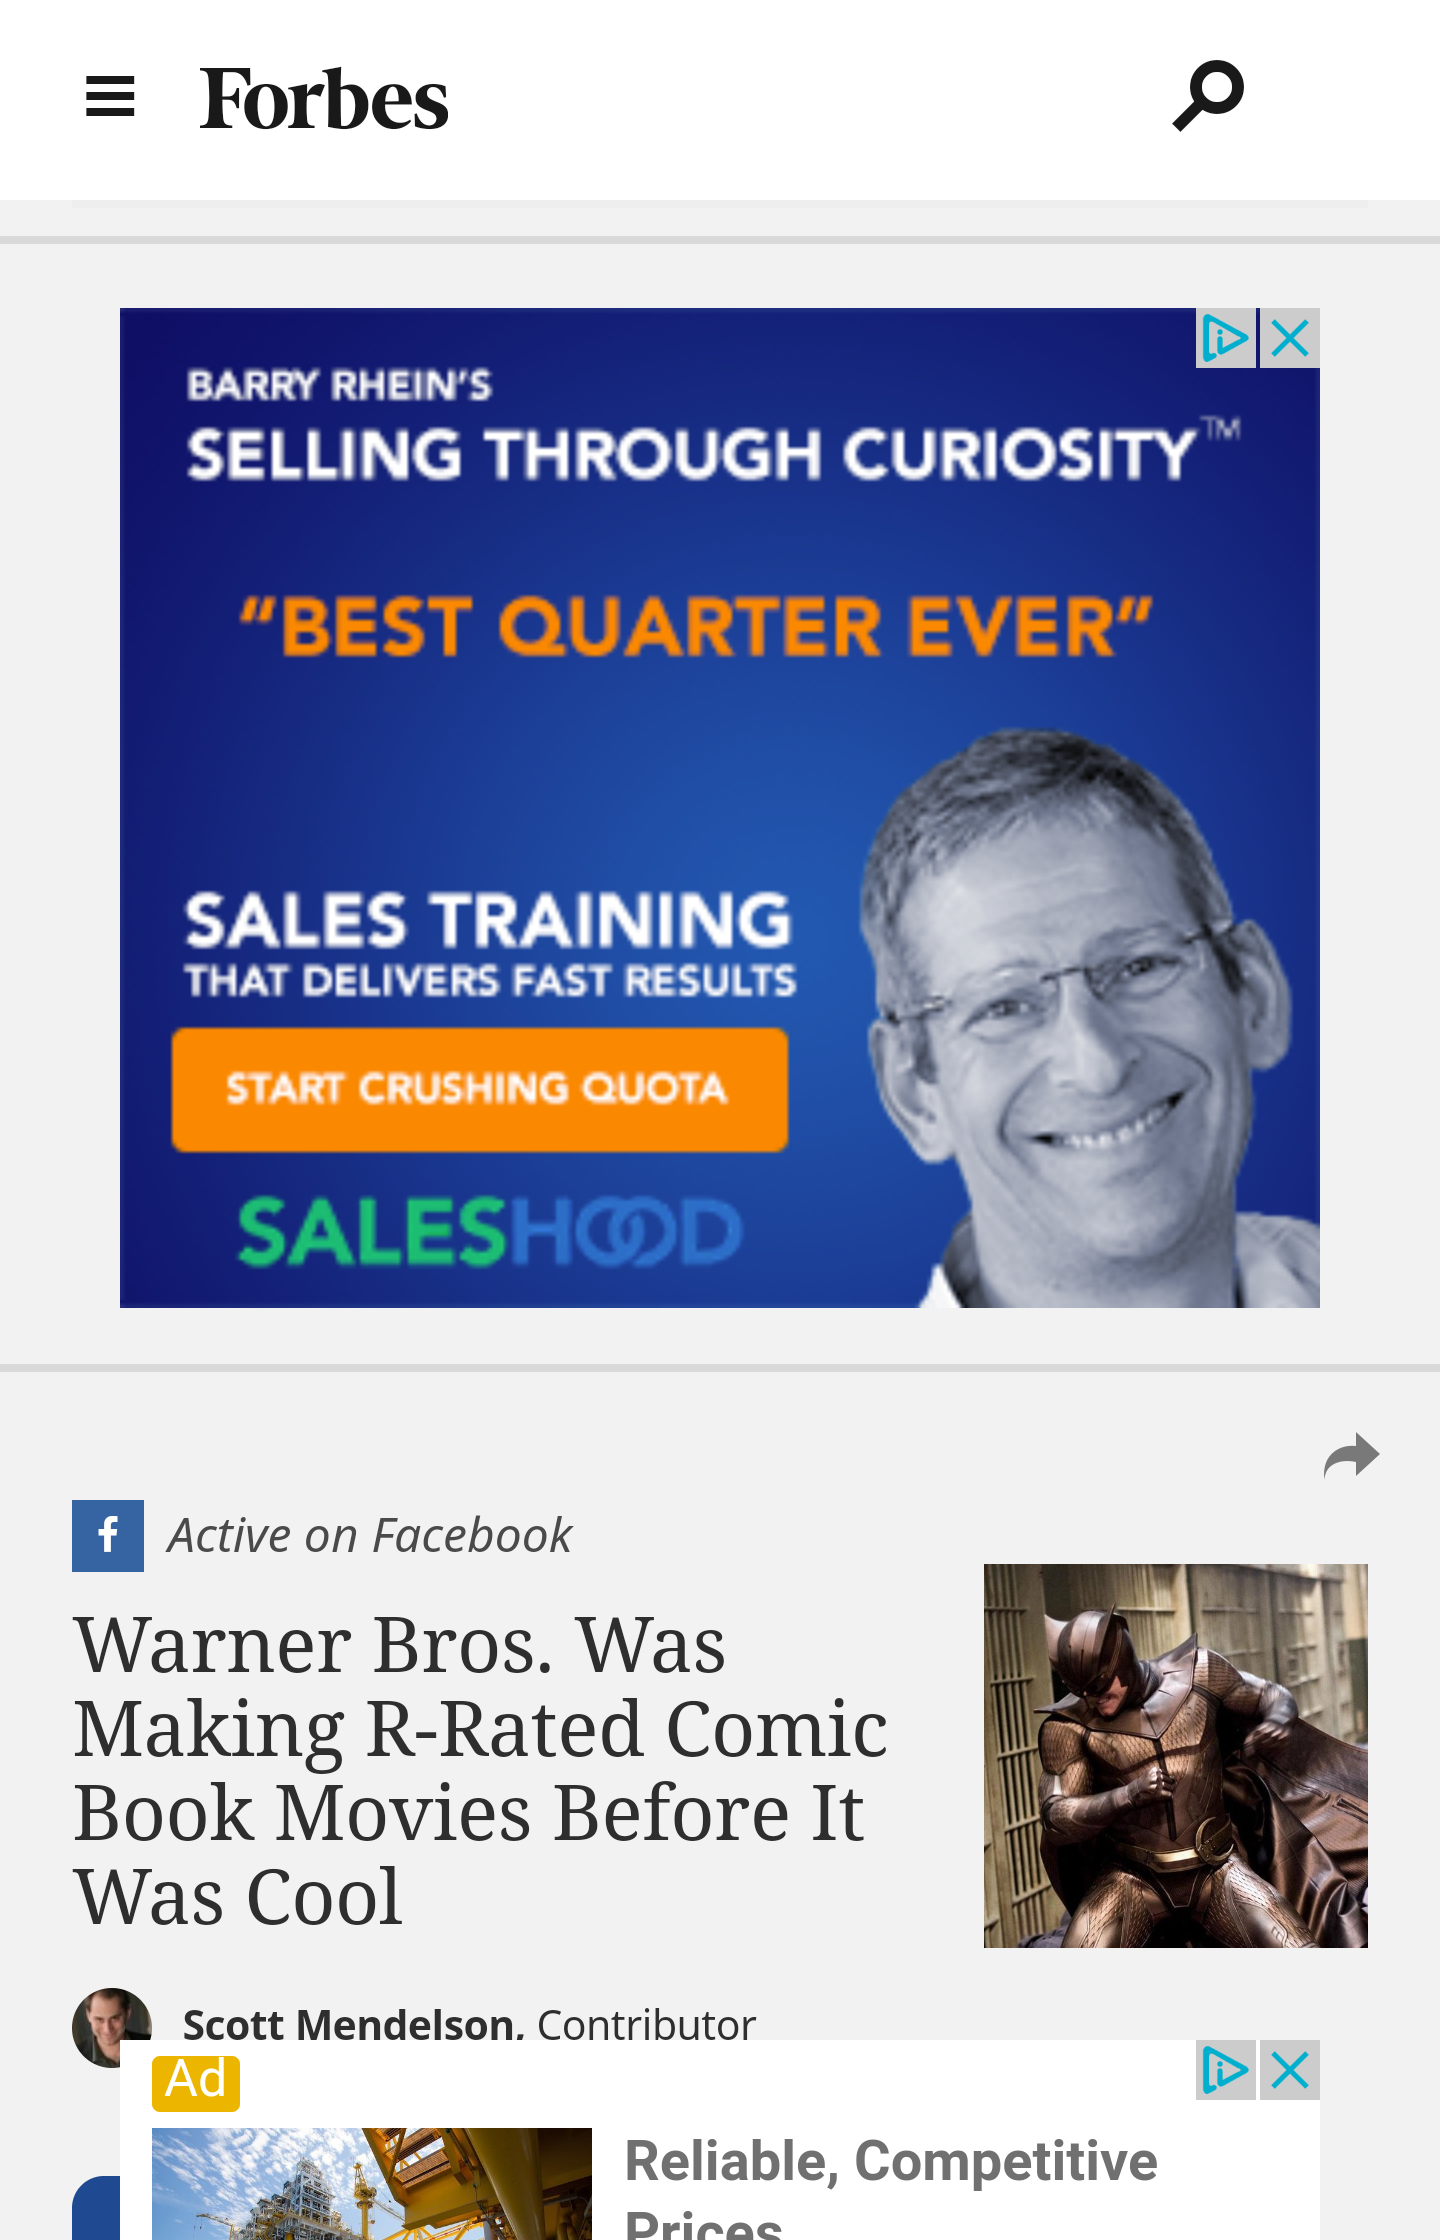 Forbes
BARRY RHEIN'S
SELLING THROUGH CURIOSITY™
“BEST QUARTER EVER”
SALES TRAINING
THAT DELIVERS FAST RESULTS
START CRUSHING QUOTA
SALESHOOD
f Active on Facebook
Warner Bros. Was
Making R-Rated Comic
Book Movies Before It
Was Cool
Scott Mendelson, Contributor
Ad
Reliable, Competitive
Prices